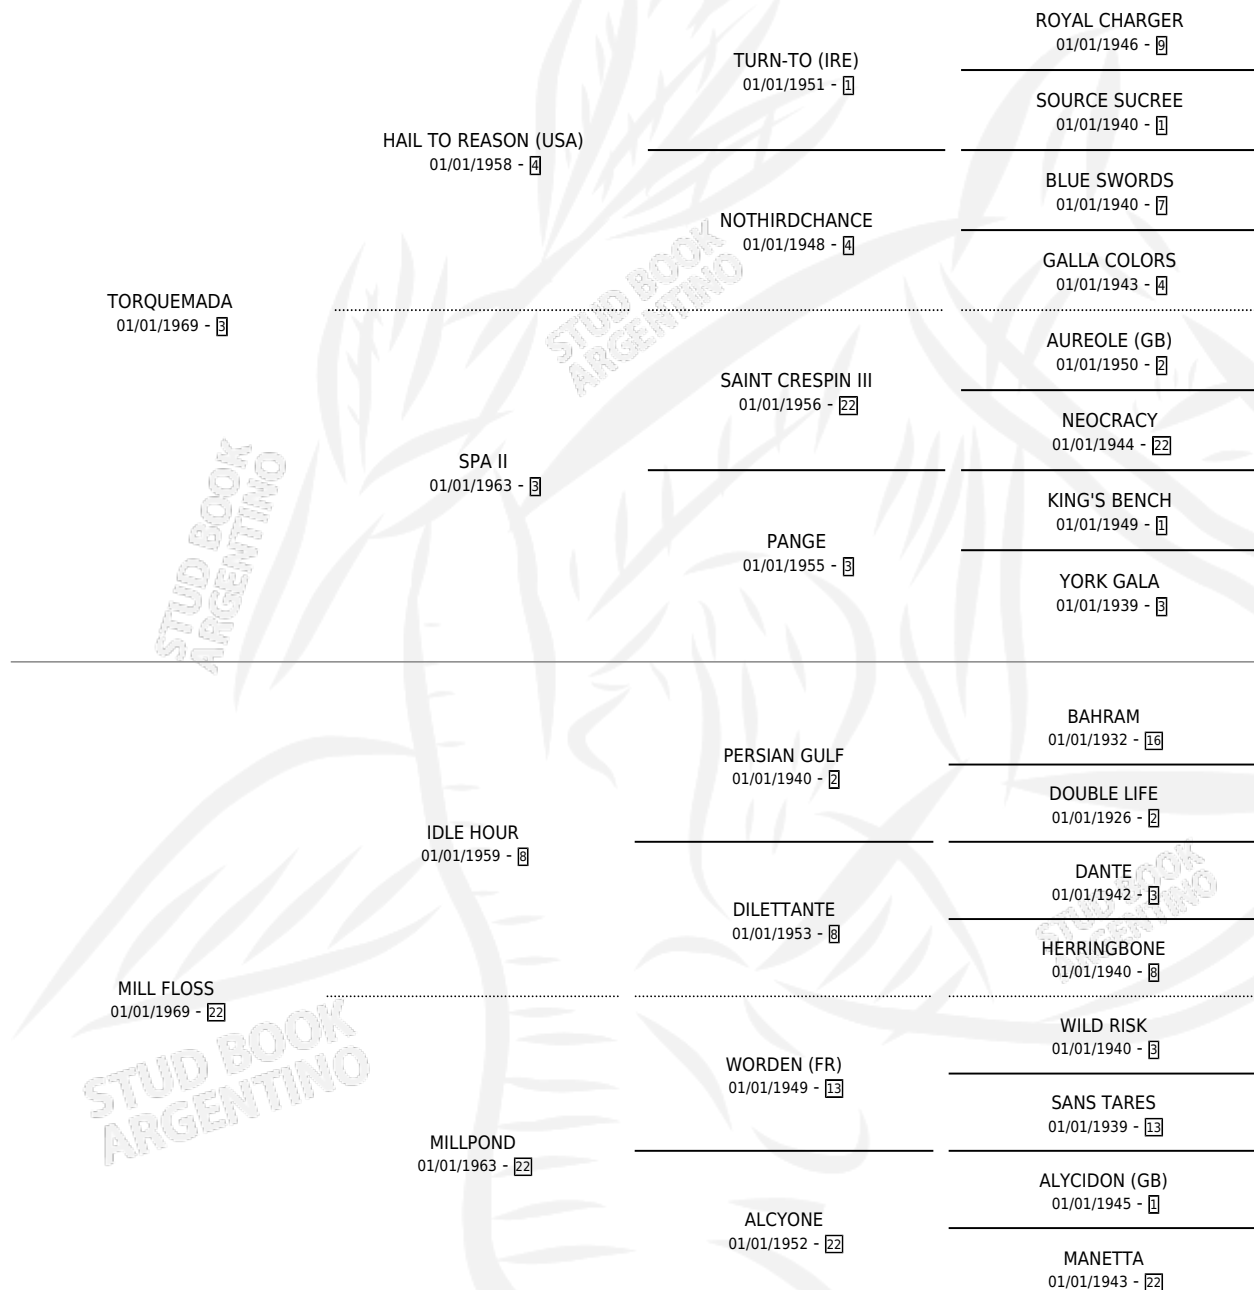 ROYAL CHARGER
01/01/1946 - 9
TURN-TO (IRE)
01/01/1951 - 1
SOURCE SUCREE
01/01/1940 - 1
HAIL TO REASON (USA)
01/01/1958 - 4
BLUE SWORDS
01/01/1940 - 7
NOTHIRDCHANCE
01/01/1948 - 4
GALLA COLORS
01/01/1943 - 4
TORQUEMADA
01/01/1969 - 3
STUD BOOK
ARGENTINO
AUREOLE (GB)
01/01/1950 - 2
SAINT CRESPIN III
01/01/1956 - 22
NEOCRACY
01/01/1944 - 22
SPA II
01/01/1963 - 3
KING'S BENCH
01/01/1949 - 1
PANGE
01/01/1955 - 3
YORK GALA
01/01/1939 - 3
STUD BOOK
ARGENTINO
BAHRAM
01/01/1932 - 16
PERSIAN GULF
01/01/1940 - 2
DOUBLE LIFE
01/01/1926 - 2
IDLE HOUR
01/01/1959 - 8
DANTE
01/01/1942 - 3
DILETTANTE
01/01/1953 - 8
HERRINGBONE
01/01/1940 - 8
STUD BOOK
ARGENTINO
MILL FLOSS
01/01/1969 - 22
WILD RISK
01/01/1940 - 3
WORDEN (FR)
01/01/1949 - 13
SANS TARES
01/01/1939 - 13
STUD BOOK
ARGENTINO
MILLPOND
01/01/1963 - 22
ALYCIDON (GB)
01/01/1945 - 1
ALCYONE
01/01/1952 - 22
MANETTA
01/01/1943 - 22